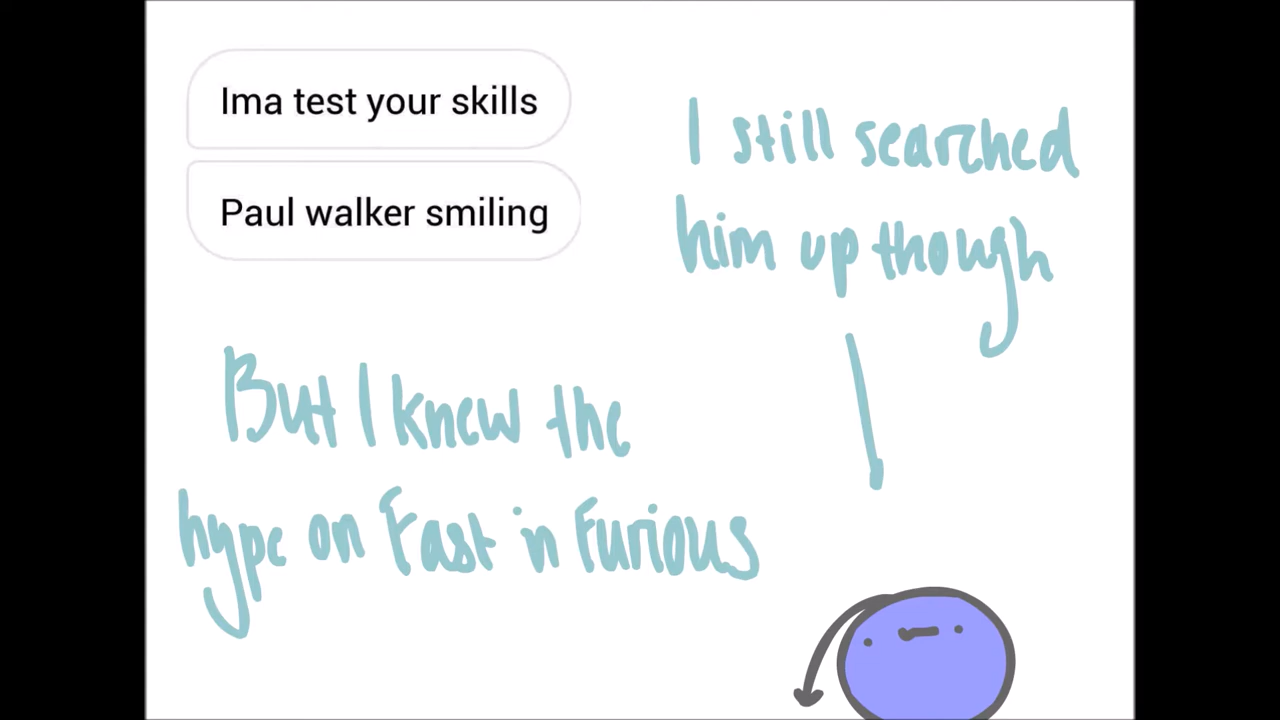 Ima test your skills
Paul walker smiling
I still searched
him up though
But I knew the
hype on Fast in Furious